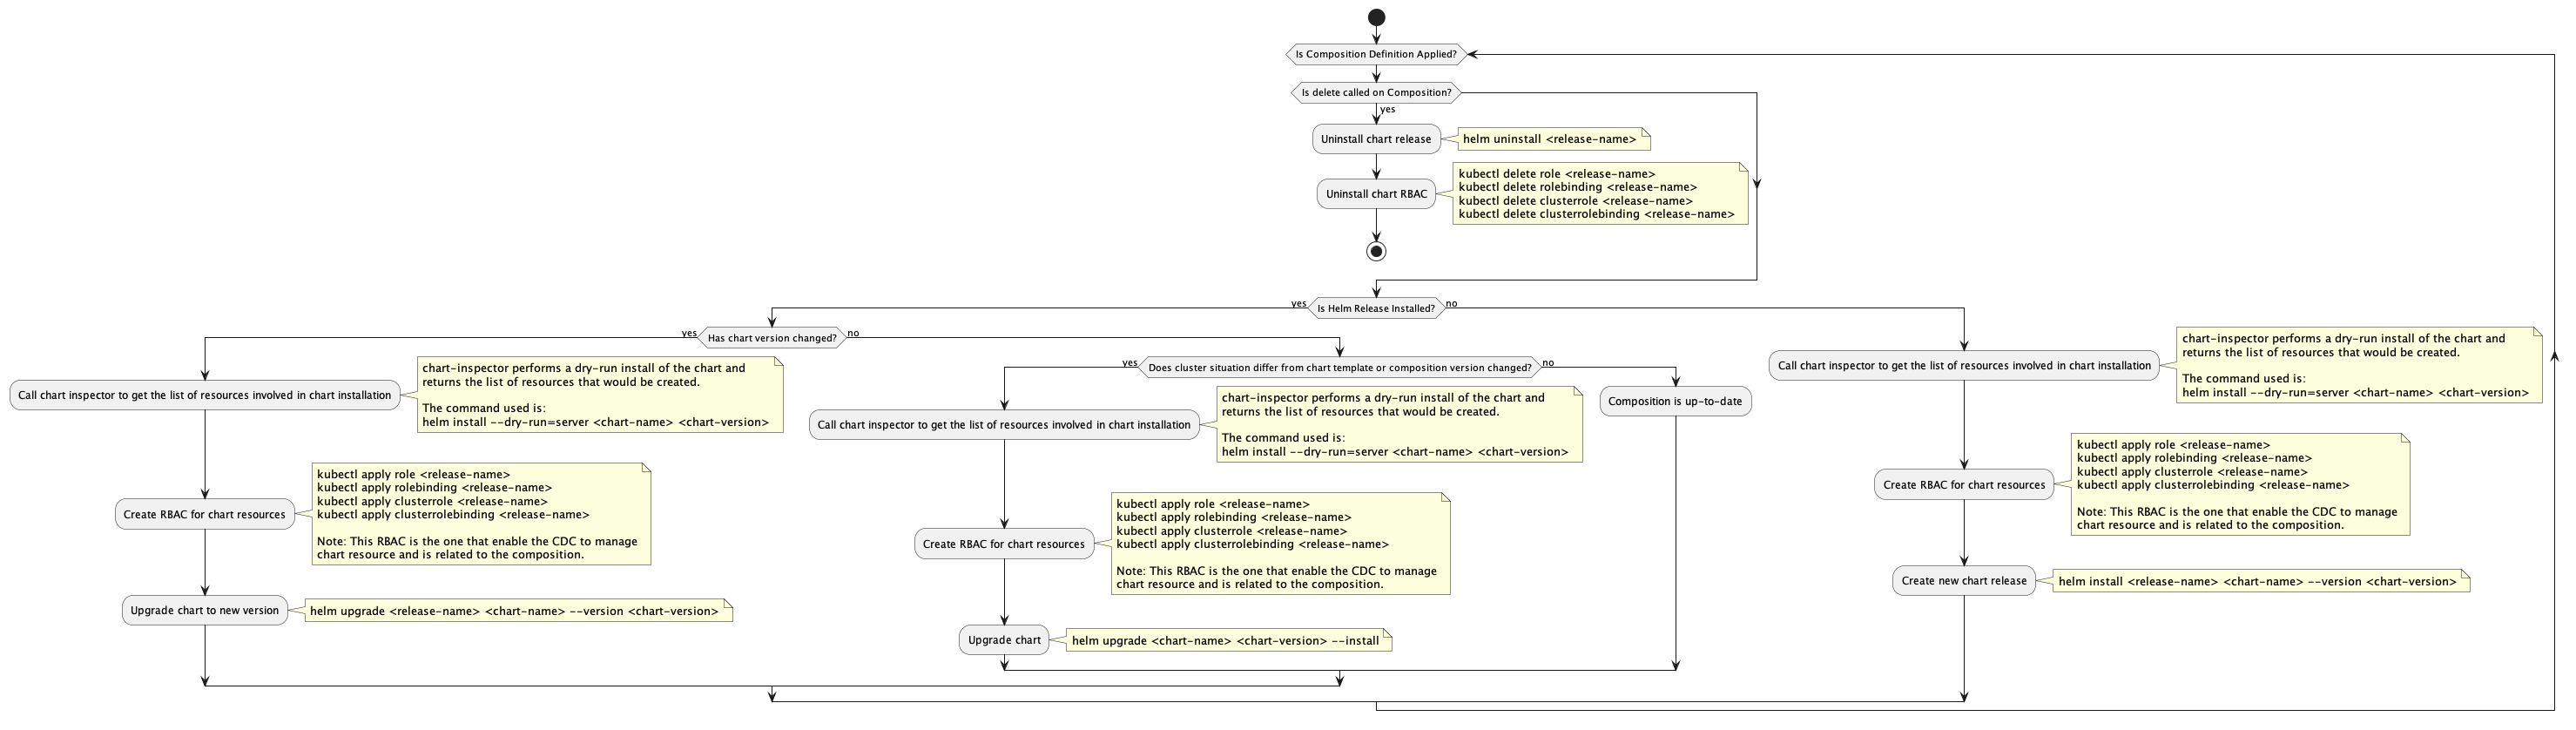 Is Composition Definition Applied?
Is delete called on Composition?
yes
Uninstall chart release
helm uninstall <release-name>
Uninstall chart RBAC
kubectl delete role <release-name>
kubectl delete rolebinding <release-name>
kubectl delete clusterrole <release-name>
kubectl delete clusterrolebinding <release-name>
yes
Is Helm Release Installed?
no
yes
Has chart version changed?
no
Call chart inspector to get the list of resources involved in chart installation
chart-inspector performs a dry-run install of the chart and
returns the list of resources that would be created.
The command used is:
helm install --dry-run=server <chart-name> <chart-version>
Create RBAC for chart resources
kubectl apply role <release-name>
kubectl apply rolebinding <release-name>
kubectl apply clusterrole <release-name>
kubectl apply clusterrolebinding <release-name>
Note: This RBAC is the one that enable the CDC to manage
chart resource and is related to the composition.
Upgrade chart to new version
helm upgrade <release-name> <chart-name> --version <chart-version>
yes
Does cluster situation differ from chart template or composition version changed?
no
Call chart inspector to get the list of resources involved in chart installation
chart-inspector performs a dry-run install of the chart and
returns the list of resources that would be created.
The command used is:
helm install --dry-run=server <chart-name> <chart-version>
Create RBAC for chart resources
kubectl apply role <release-name>
kubectl apply rolebinding <release-name>
kubectl apply clusterrole <release-name>
kubectl apply clusterrolebinding <release-name>
Note: This RBAC is the one that enable the CDC to manage
chart resource and is related to the composition.
Upgrade chart
helm upgrade <chart-name> <chart-version> --install
Composition is up-to-date
Call chart inspector to get the list of resources involved in chart installation
chart-inspector performs a dry-run install of the chart and
returns the list of resources that would be created.
The command used is:
helm install --dry-run=server <chart-name> <chart-version>
Create RBAC for chart resources
kubectl apply role <release-name>
kubectl apply rolebinding <release-name>
kubectl apply clusterrole <release-name>
kubectl apply clusterrolebinding <release-name>
Note: This RBAC is the one that enable the CDC to manage
chart resource and is related to the composition.
Create new chart release
helm install <release-name> <chart-name> --version <chart-version>